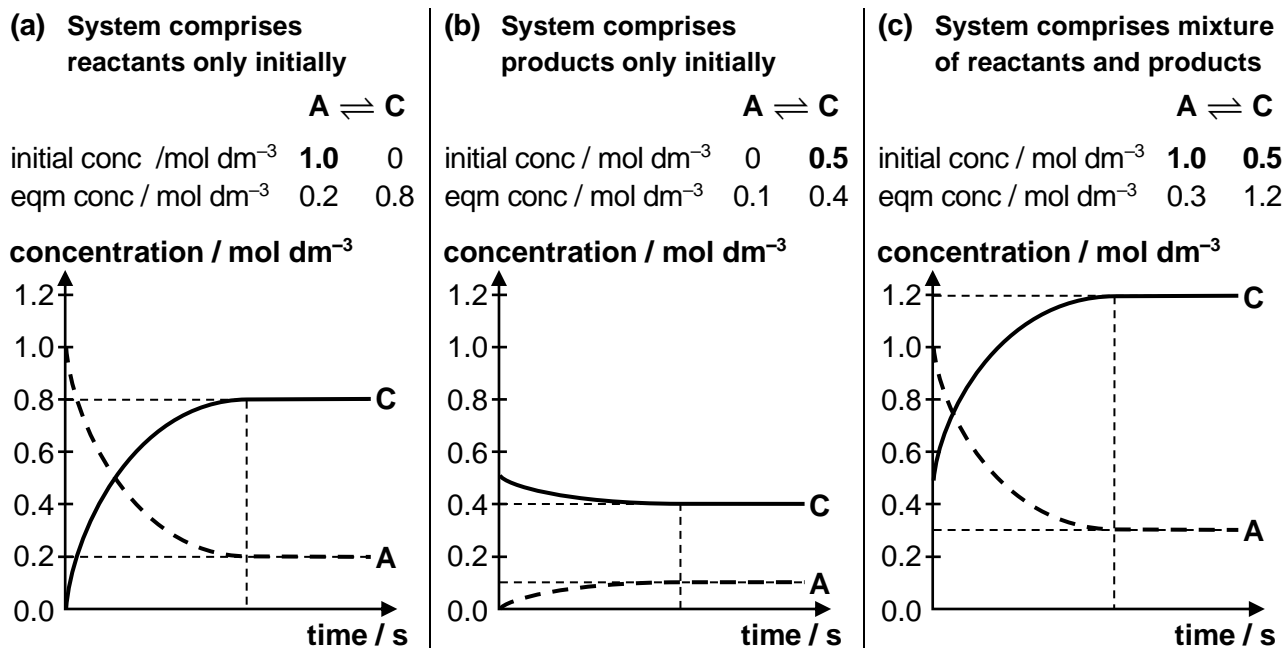 (a) System comprises
reactants only initially
A ⇌ C
initial conc /mol dm⁻³ 1.0 0
eqm conc / mol dm⁻³ 0.2 0.8
concentration / mol dm⁻³
1.2
1.0
0.8
0.6
0.4
0.2
0.0
C
A
time / s
(b) System comprises
products only initially
A ⇌ C
initial conc / mol dm⁻³ 0 0.5
eqm conc / mol dm⁻³ 0.1 0.4
concentration / mol dm⁻³
1.2
1.0
0.8
0.6
0.4
0.2
0.0
C
A
time / s
(c) System comprises mixture
of reactants and products
A ⇌ C
initial conc / mol dm⁻³ 1.0 0.5
eqm conc / mol dm⁻³ 0.3 1.2
concentration / mol dm⁻³
1.2
1.0
0.8
0.6
0.4
0.2
0.0
C
A
time / s